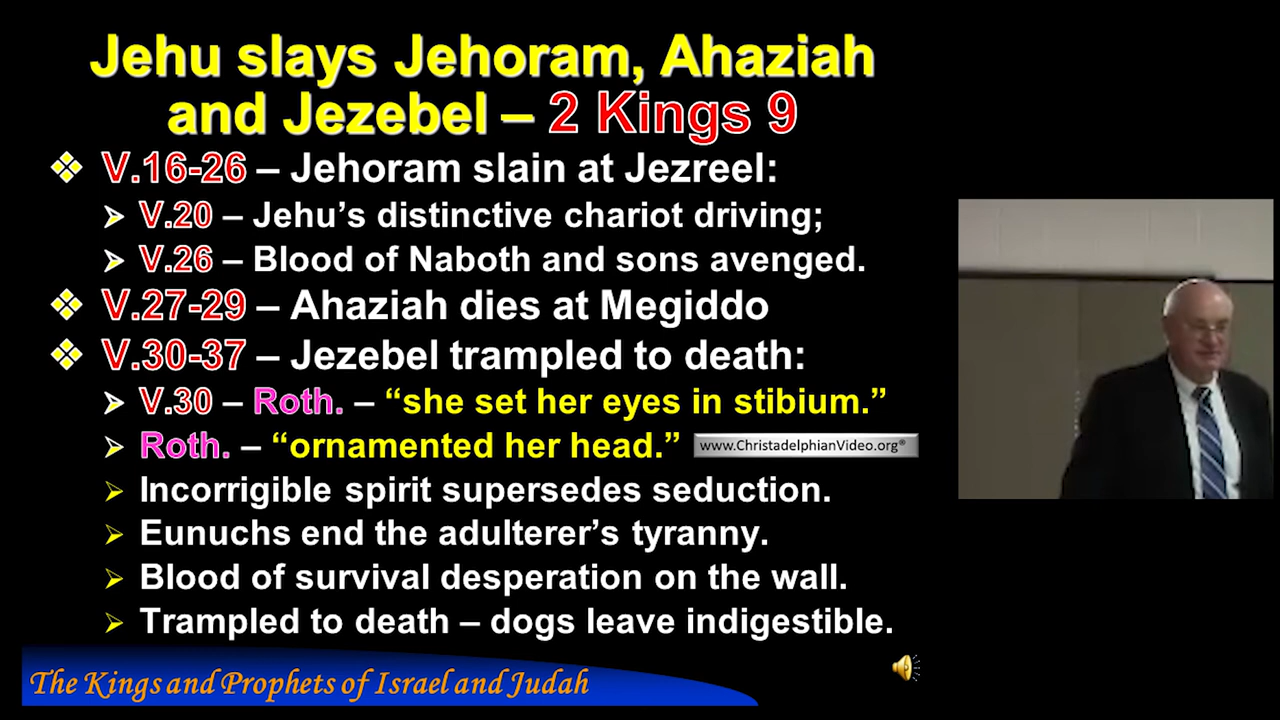 Jehu slays Jehoram, Ahaziah
and Jezebel – 2 Kings 9
V.16-26 – Jehoram slain at Jezreel:
V.20 – Jehu’s distinctive chariot driving;
V.26 – Blood of Naboth and sons avenged.
V.27-29 – Ahaziah dies at Megiddo
V.30-37 – Jezebel trampled to death:
V.30 – Roth. – “she set her eyes in stibium.”
Roth. – “ornamented her head.”
www.ChristadelphianVideo.org®
Incorrigible spirit supersedes seduction.
Eunuchs end the adulterer’s tyranny.
Blood of survival desperation on the wall.
Trampled to death – dogs leave indigestible.
The Kings and Prophets of Israel and Judah